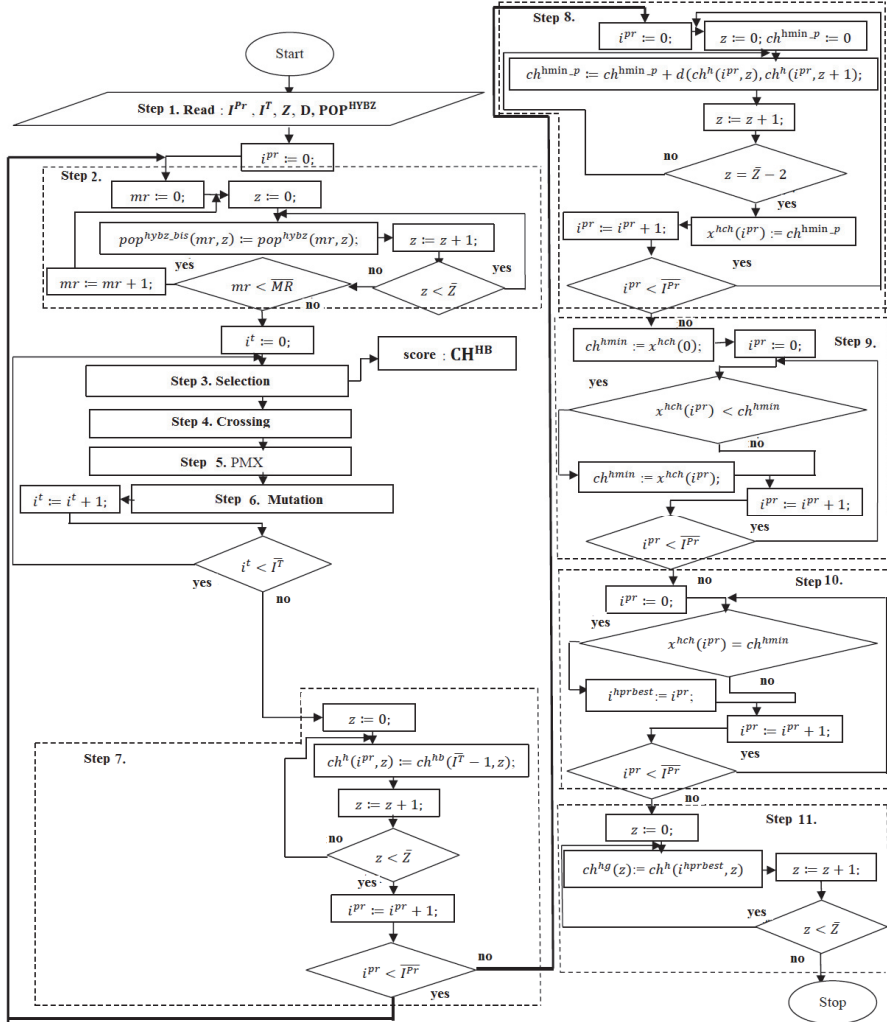 Start
Step 1. Read : I^Pr , I^T, Z, D, POP^HYBZ
i^pr := 0;
Step 2.
mr := 0;
z := 0;
pop^hybz_bis(mr, z) := pop^hybz(mr, z);
z := z + 1;
yes
no
yes
mr := mr + 1;
mr < M̅R̅
z < Z̅
no
i^t := 0;
score : CH^HB
Step 3. Selection
Step 4. Crossing
Step 5. PMX
i^t := i^t + 1;
Step 6. Mutation
i^t < I̅^T̅
yes
no
Step 7.
z := 0;
ch^h(i^pr, z) := ch^hb(I̅^T̅ − 1, z);
z := z + 1;
no
z < Z̅
yes
i^pr := i^pr + 1;
i^pr < I̅^P̅r̅
no
yes
Step 8.
i^pr := 0;
z := 0; ch^hmin_p := 0
ch^hmin_p := ch^hmin_p + d(ch^h(i^pr, z), ch^h(i^pr, z + 1);
z := z + 1;
no
z = Z̅ − 2
yes
i^pr := i^pr + 1;
x^hch(i^pr) := ch^hmin_p
yes
i^pr < I̅^P̅r̅
no
ch^hmin := x^hch(0);
i^pr := 0;
Step 9.
yes
x^hch(i^pr) < ch^hmin
no
ch^hmin := x^hch(i^pr);
i^pr := i^pr + 1;
yes
i^pr < I̅^P̅r̅
no
Step 10.
i^pr := 0;
yes
x^hch(i^pr) = ch^hmin
no
i^hprbest := i^pr;
i^pr := i^pr + 1;
yes
i^pr < I̅^P̅r̅
no
Step 11.
z := 0;
ch^hg(z) := ch^h(i^hprbest, z)
z := z + 1;
yes
z < Z̅
no
Stop